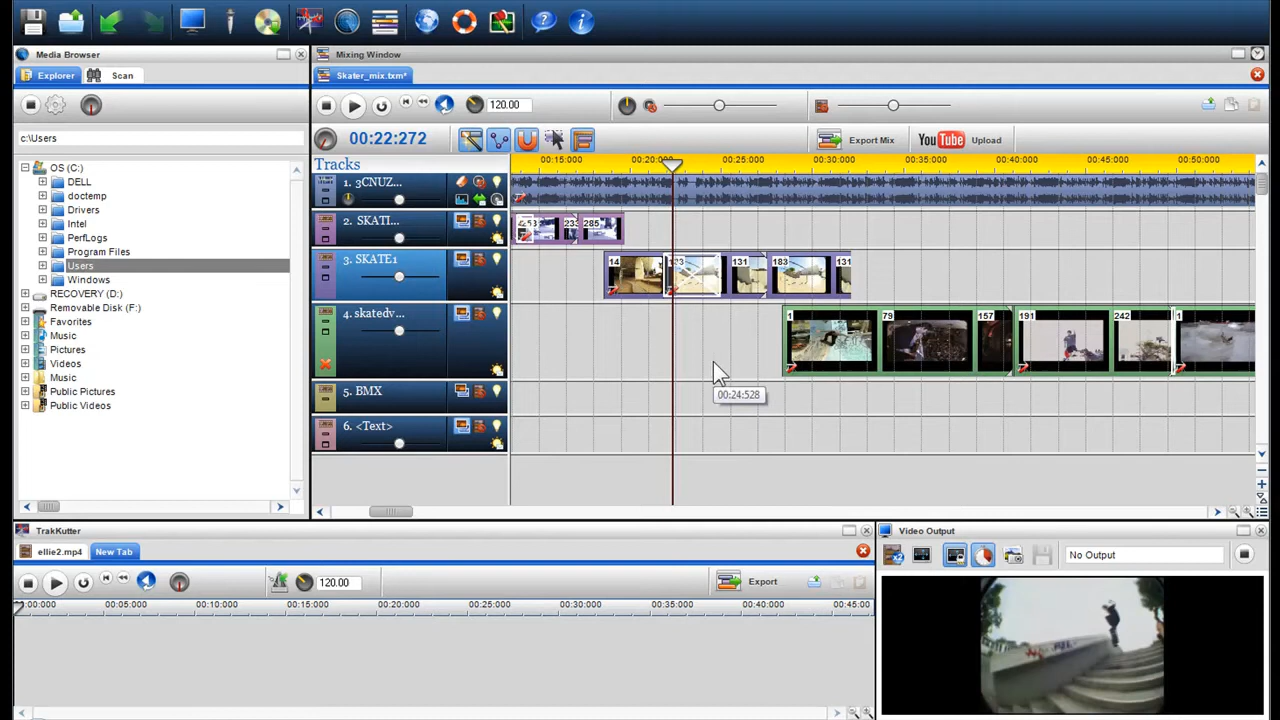 Media Browser
Mixing Window
Explorer
Scan
Skater_mix.txm*
120.00
c:\Users
00:22:272
Export Mix
YouTube Upload
OS (C:)
DELL
doctemp
Drivers
Intel
PerfLogs
Program Files
Users
Windows
RECOVERY (D:)
Removable Disk (F:)
Favorites
Music
Pictures
Videos
Music
Public Pictures
Public Videos
Tracks
00:15:000
00:20:000
00:25:000
00:30:000
00:35:000
00:40:000
00:45:000
00:50:000
1. 3CNUZ...
2. SKATI...
285
3. SKATE1
14
131
183
131
4. skatedv...
1
79
157
191
242
1
00:24:528
5. BMX
6. <Text>
TrakKutter
Video Output
ellie2.mp4
New Tab
No Output
120.00
Export
:00:000
00:05:000
00:10:000
00:15:000
00:20:000
00:25:000
00:30:000
00:35:000
00:40:000
00:45:00